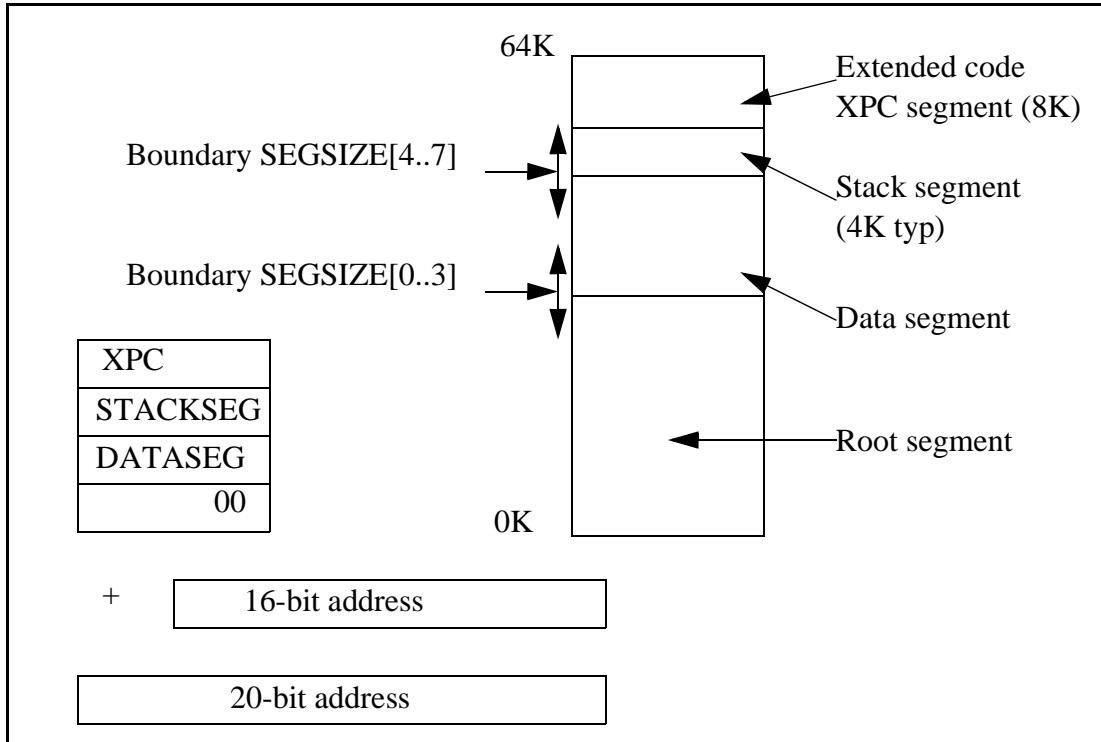 64K
Extended code
XPC segment (8K)
Boundary SEGSIZE[4..7]
Stack segment
(4K typ)
Boundary SEGSIZE[0..3]
Data segment
XPC
STACKSEG
DATASEG
00
Root segment
0K
+
16-bit address
20-bit address